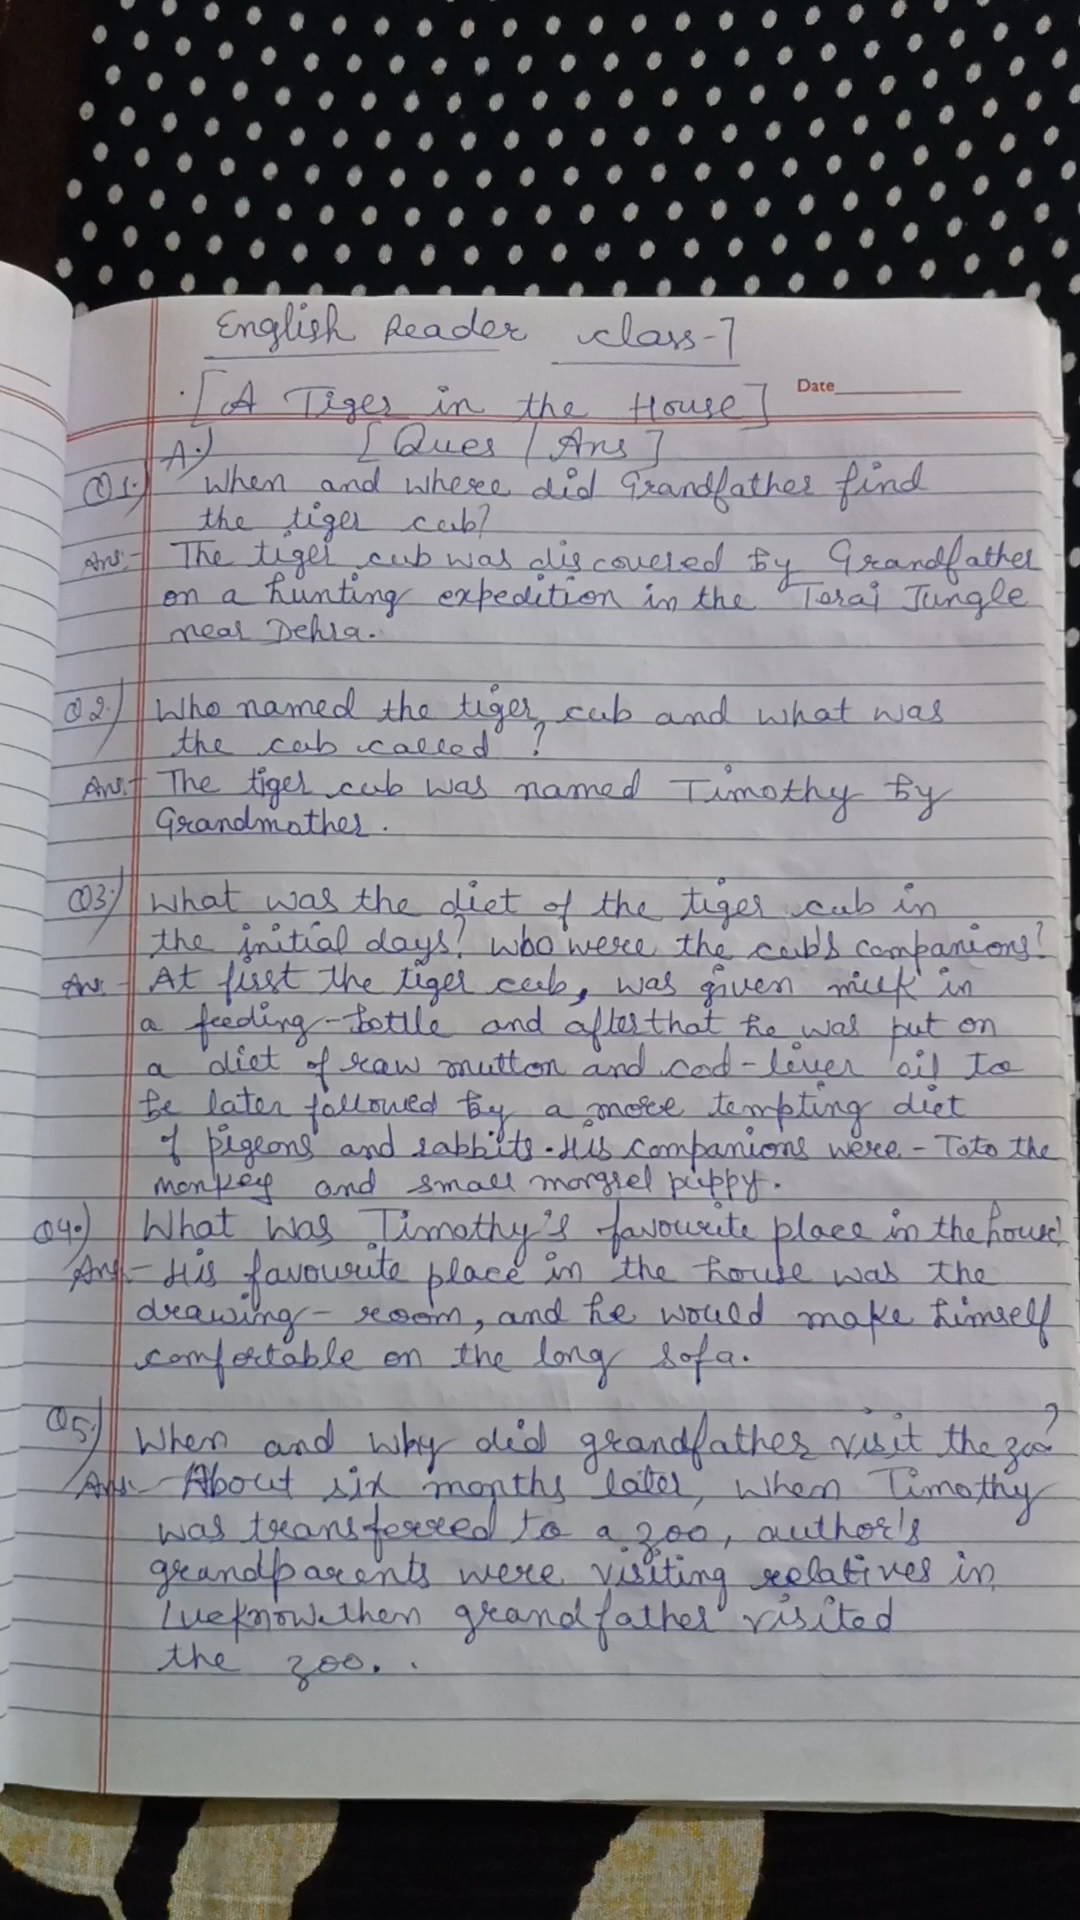 English Reader class-7
[A Tiger in the House]
Date
A.) [Ques / Ans]
Q1.) When and where did Grandfather find
the tiger cub?
Ans:- The tiger cub was discovered by Grandfather
on a hunting expedition in the Terai Jungle
near Dehra.
Q2.) Who named the tiger cub and what was
the cub called?
Ans:- The tiger cub was named Timothy by
Grandmother.
Q3.) What was the diet of the tiger cub in
the initial days? Who were the cub's companions?
Ans.- At first the tiger cub, was given milk in
a feeding-bottle and after that he was put on
a diet of raw mutton and cod-liver oil to
be later followed by a more tempting diet
of pigeons and rabbits. His companions were - Toto the
monkey and small morgrel puppy.
Q4.) What was Timothy's favourite place in the house?
Ans- His favourite place in the house was the
drawing-room, and he would make himself
comfortable on the long sofa.
Q5.) When and why did grandfather visit the zoo?
Ans.- About six months later, when Timothy
was transferred to a zoo, author's
grandparents were visiting relatives in
Lucknow then grandfather visited
the zoo..